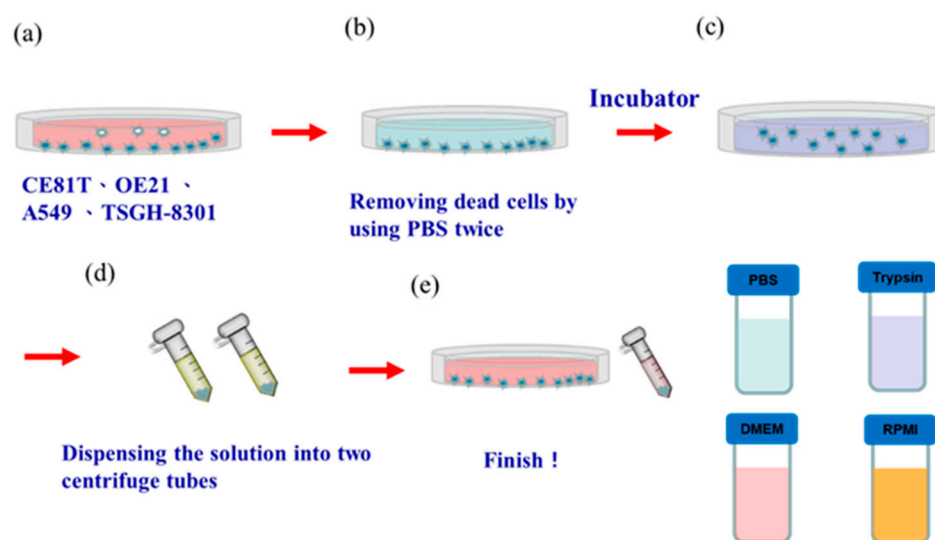 (a)
(b)
(c)
Incubator
CE81T、OE21、
A549、TSGH-8301
Removing dead cells by
using PBS twice
(d)
(e)
PBS
Trypsin
Dispensing the solution into two
centrifuge tubes
Finish！
DMEM
RPMI